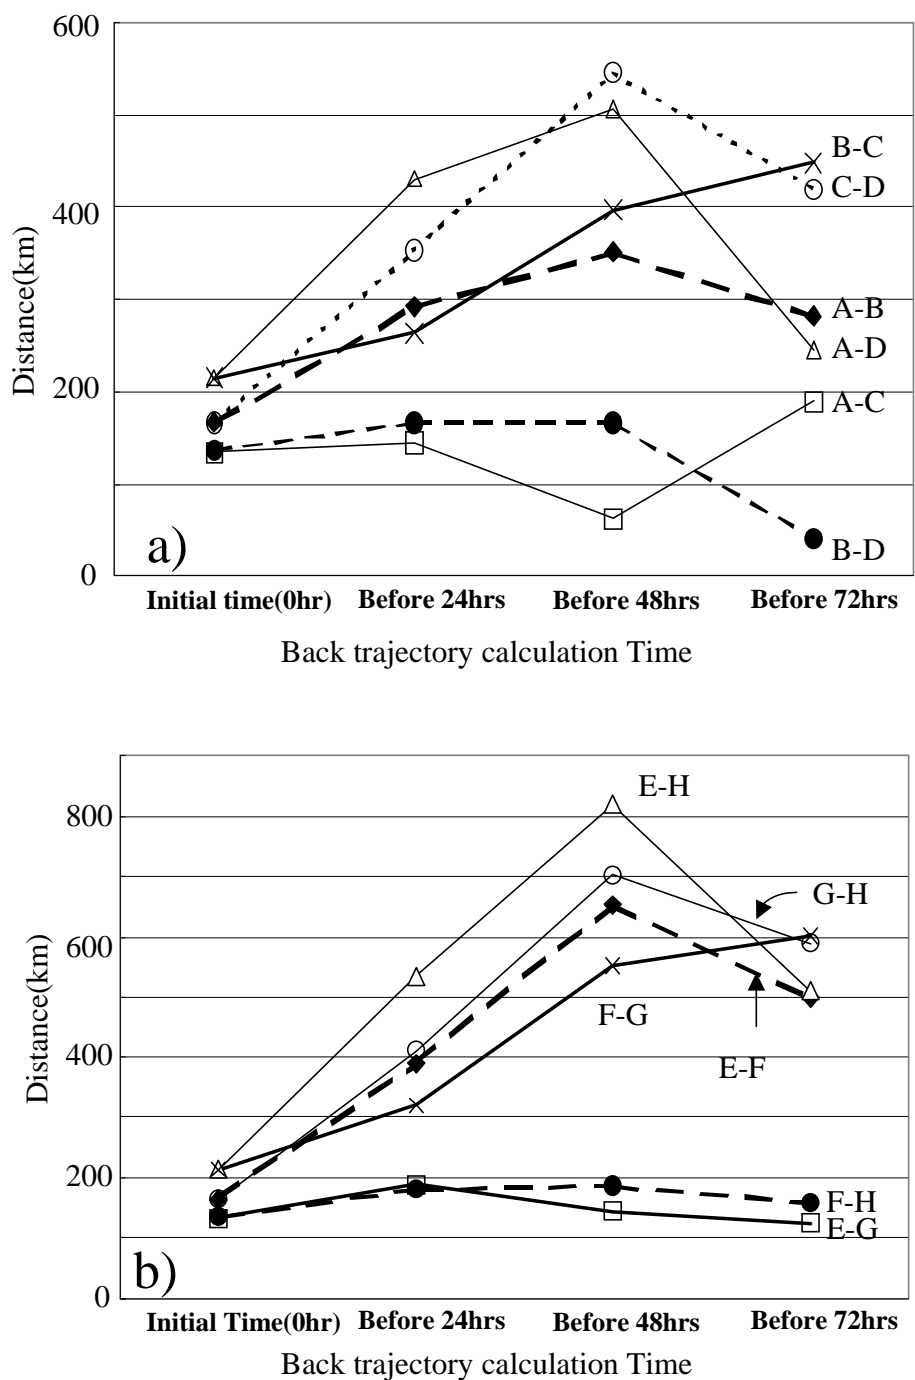 600
B-C
C-D
400
Distance(km)
A-B
A-D
200
A-C
a)
B-D
0
Initial time(0hr) Before 24hrs Before 48hrs Before 72hrs
Back trajectory calculation Time
E-H
800
G-H
600
Distance(km)
F-G
E-F
400
200
F-H
E-G
b)
0
Initial Time(0hr) Before 24hrs Before 48hrs Before 72hrs
Back trajectory calculation Time